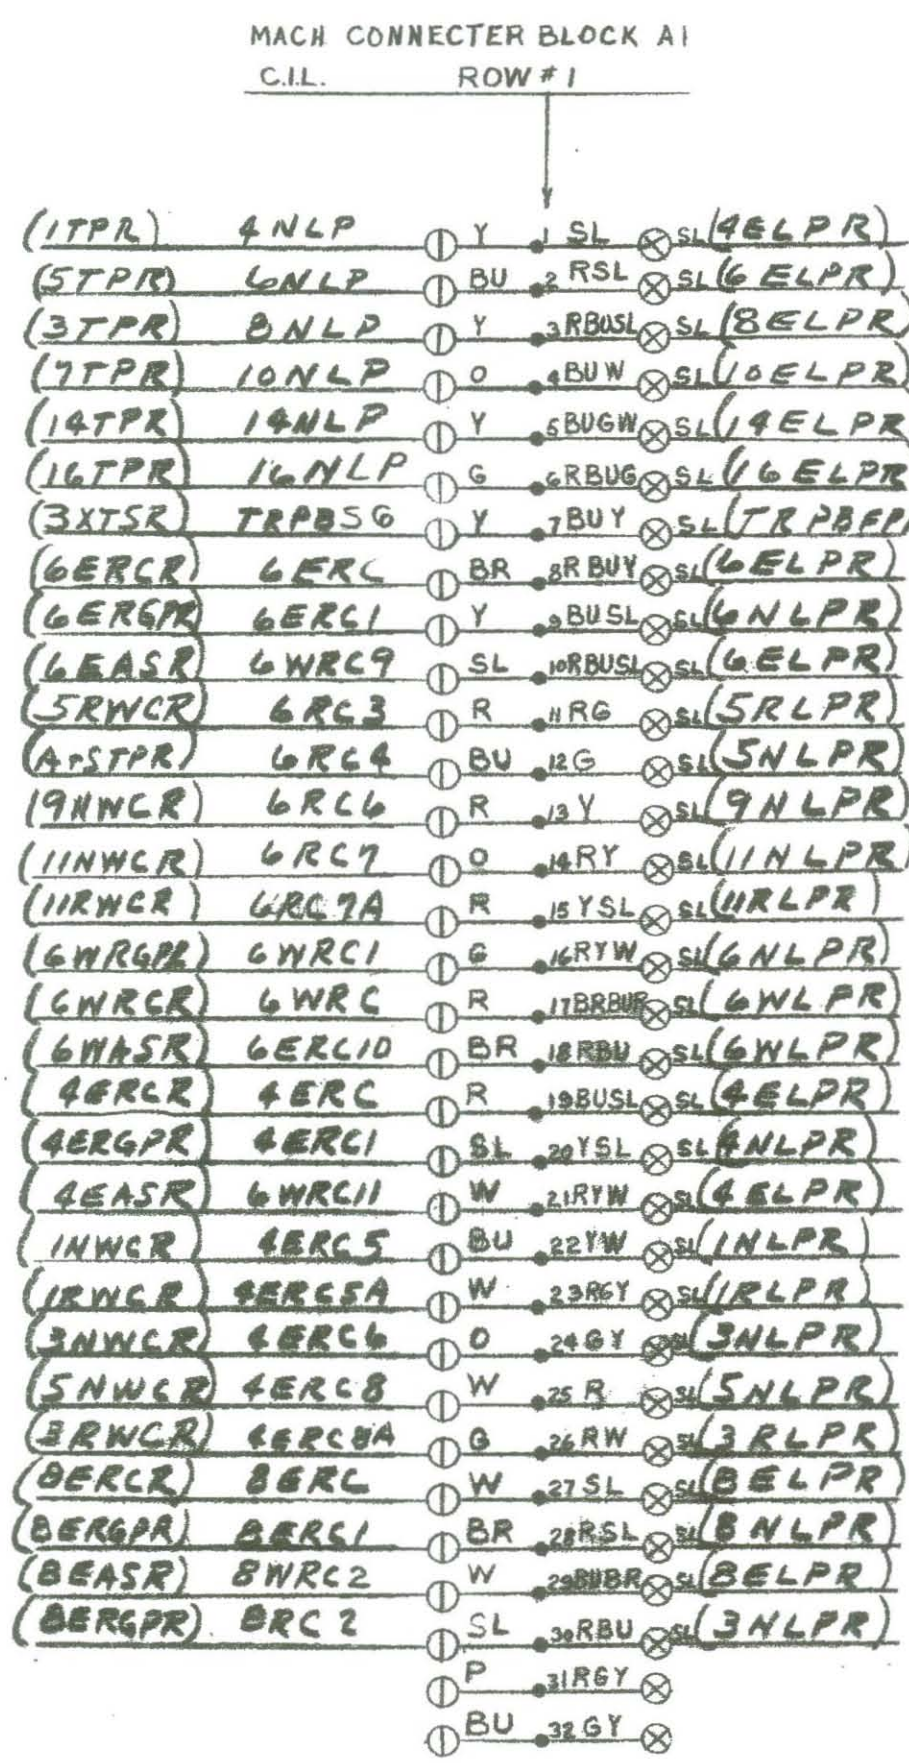 MACH CONNECTER BLOCK A1
C.I.L. ROW # 1
(1TPR) 4NLP Y 1 SL SL (4ELPR)
(5TPR) 6NLP BU 2 RSL SL (6ELPR)
(3TPR) 8NLP Y 3 RBUSL SL (8ELPR)
(7TPR) 10NLP O 4 BUW SL (10ELPR)
(14TPR) 14NLP Y 5 BUGW SL (14ELPR
(16TPR) 16NLP G 6 RBUG SL (16ELPR
(3XTSR) TRPBSG Y 7 BUY SL
(6ERCR) 6ERC BR 8 RBUY SL (6ELPR)
(6ERGPR) 6ERC1 Y 9 BUSL SL (6NLPR)
(6EASR) 6WRC9 SL 10 RBUSL SL (6ELPR)
(5RWCR) 6RC3 R 11 RG SL (5RLPR)
6RC4 BU 12 G SL (5NLPR)
(9NWCR) 6RC6 R 13 Y SL (9NLPR)
(11NWCR) 6RC7 O 14 RY SL (11NLPR)
(11RWCR) 6RC7A R 15 YSL SL (11RLPR)
(6WRGPR) 6WRC1 G 16 RYW SL (6NLPR)
(6WRCR) 6WRC R 17 SL (6WLPR)
(6WASR) 6ERC10 BR 18 RBU SL (6WLPR)
(4ERCR) 4ERC R 19 BUSL SL (4ELPR)
(4ERGPR) 4ERC1 SL 20 YSL SL (4NLPR)
(4EASR) 6WRC11 W 21 RYW SL (4ELPR)
(1NWCR) 4ERC5 BU 22 YW SL (1NLPR)
(1RWCR) 4ERC5A W 23 RGY SL (1RLPR)
(3NWCR) 4ERC6 O 24 GY SL (3NLPR)
(5NWCR) 4ERC8 W 25 R SL (5NLPR)
(3RWCR) 4ERC8A G 26 RW SL (3RLPR)
(8ERCR) 8ERC W 27 SL SL (8ELPR)
(8ERGPR) 8ERC1 BR 28 RSL SL (8NLPR)
(8EASR) 8WRC2 W 29 BUBR SL (8ELPR)
(8ERGPR) 8RC2 SL 30 RBU SL (3NLPR)
P 31 RGY
BU 32 GY